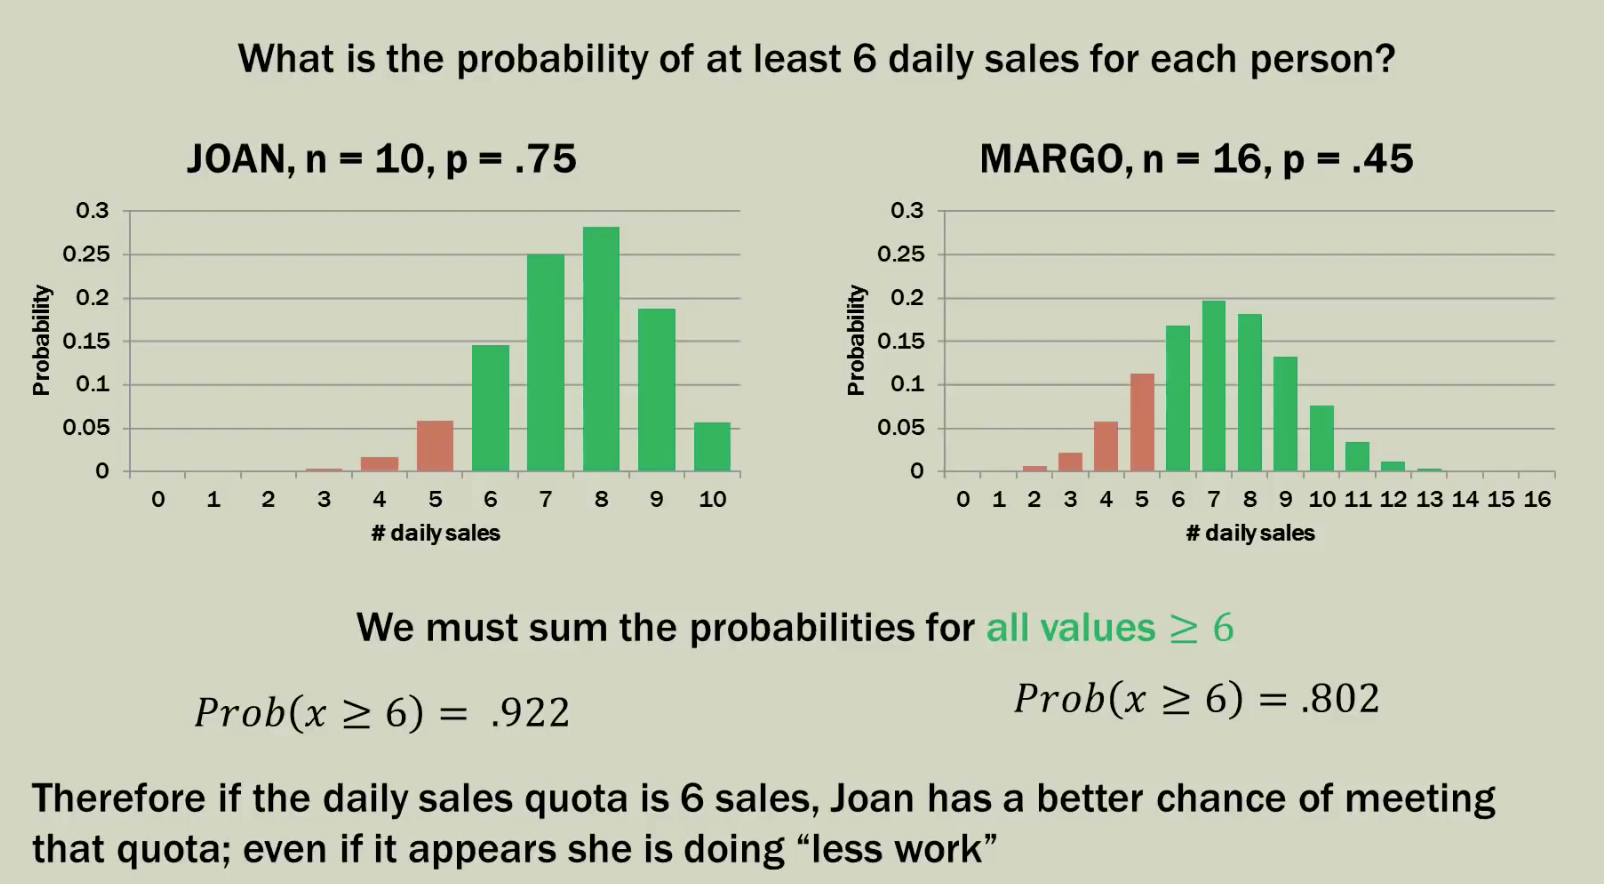 What is the probability of at least 6 daily sales for each person?
JOAN, n = 10, p = .75
0.3
0.25
0.2
0.15
0.1
0.05
0
Probability
0 1 2 3 4 5 6 7 8 9 10
# daily sales
MARGO, n = 16, p = .45
0.3
0.25
0.2
0.15
0.1
0.05
0
Probability
0 1 2 3 4 5 6 7 8 9 10 11 12 13 14 15 16
# daily sales
We must sum the probabilities for all values ≥ 6
Prob(x ≥ 6) = .922
Prob(x ≥ 6) = .802
Therefore if the daily sales quota is 6 sales, Joan has a better chance of meeting
that quota; even if it appears she is doing “less work”